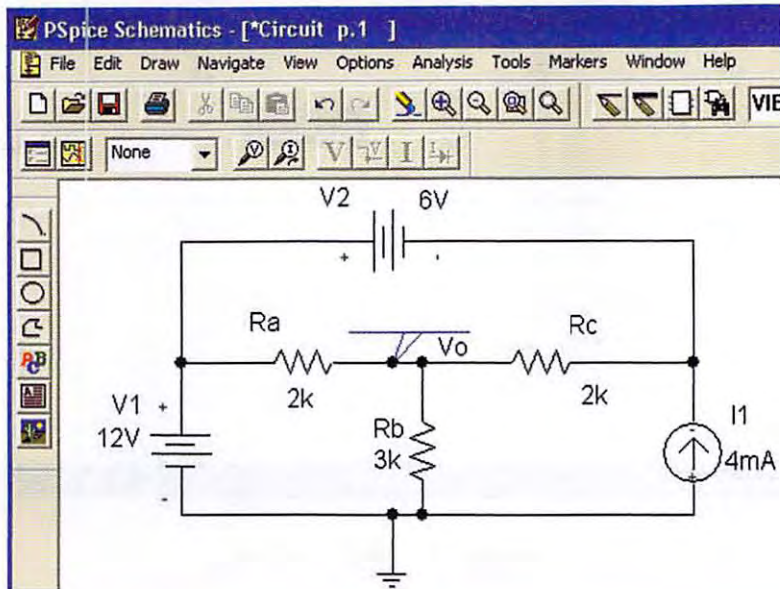 PSpice Schematics - [*Circuit p.1 ]
File Edit Draw Navigate View Options Analysis Tools Markers Window Help
None V I
V2 6V
+ -
Ra Rc
Vo
2k 2k
V1 +
12V
-
Rb
3k
I1
-
4mA
+
PCB